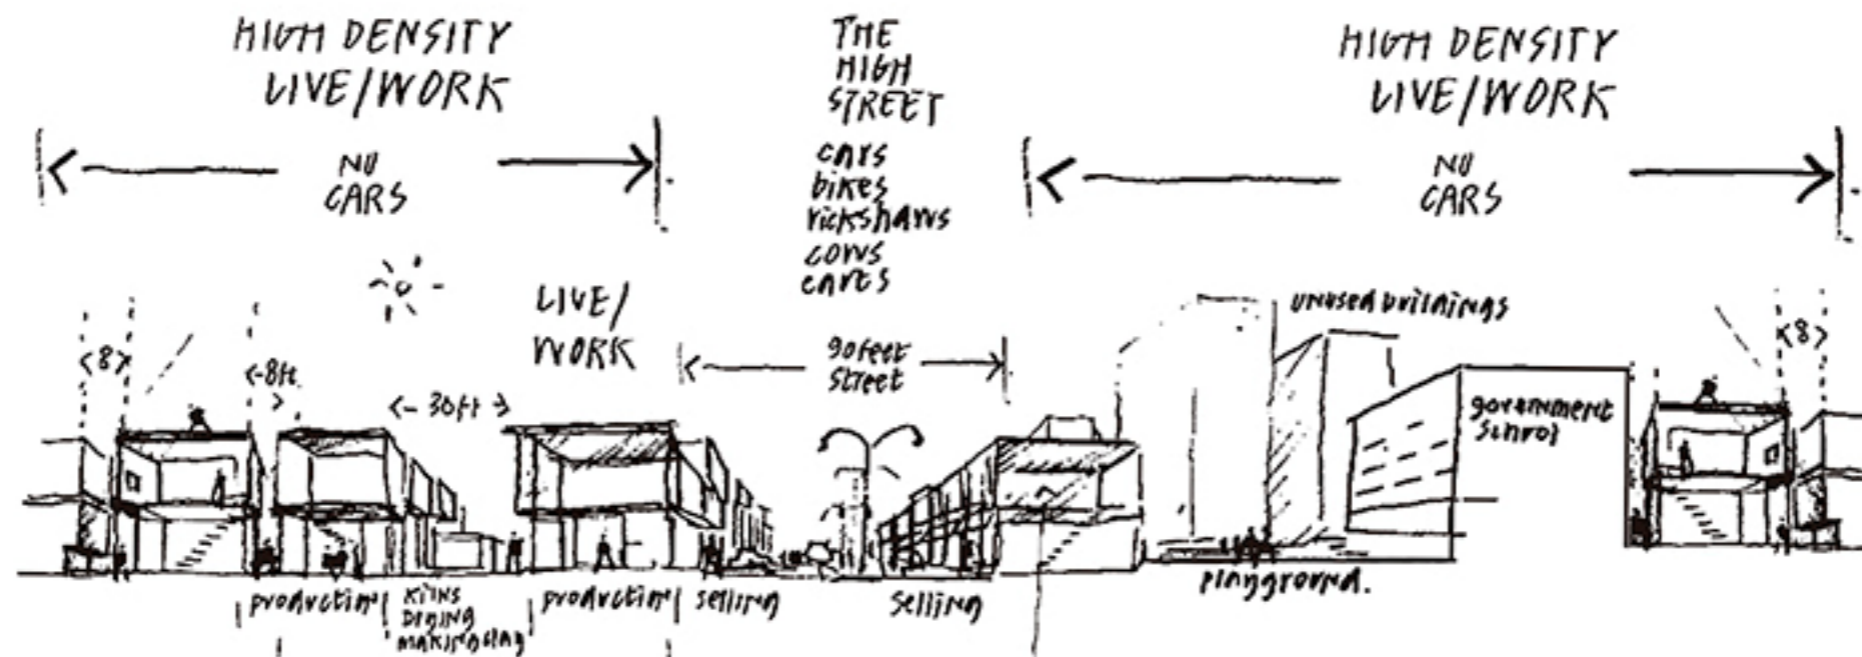 HIGH DENSITY
LIVE/WORK
NO
CARS
THE
HIGH
STREET
cars
bikes
rickshaws
cows
carts
HIGH DENSITY
LIVE/WORK
NO
CARS
LIVE/
WORK
90feet
street
unused buildings
<8>
<-8ft
>
<- 30ft >
government
school
<8>
production
kilns
DRYING
making clay
production
selling
selling
playground.